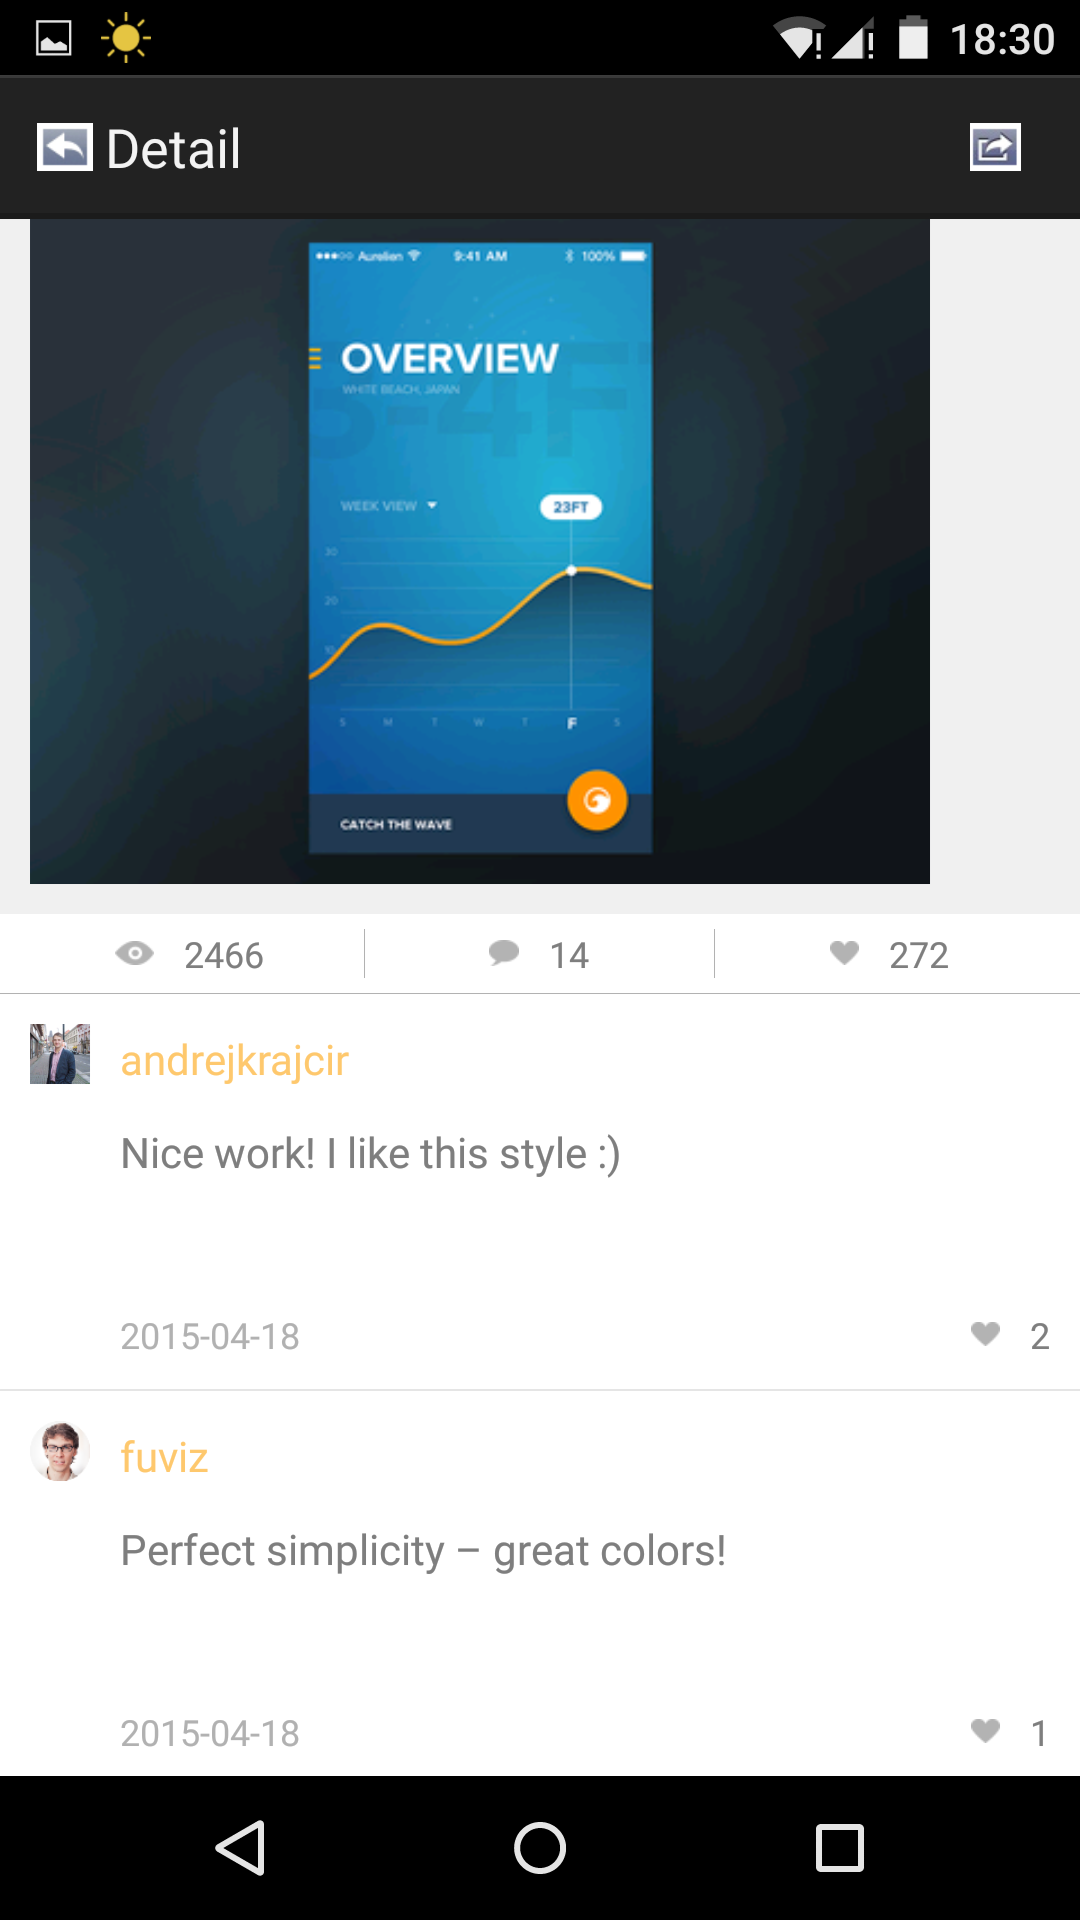 18:30
Detail
Aurelien 9:41 AM 100%
OVERVIEW
WHITE BEACH, JAPAN
3-4F
WEEK VIEW 23FT
30
20
10
S M T W T F S
CATCH THE WAVE
2466 14 272
andrejkrajcir
Nice work! I like this style :)
2015-04-18 2
fuviz
Perfect simplicity – great colors!
2015-04-18 1